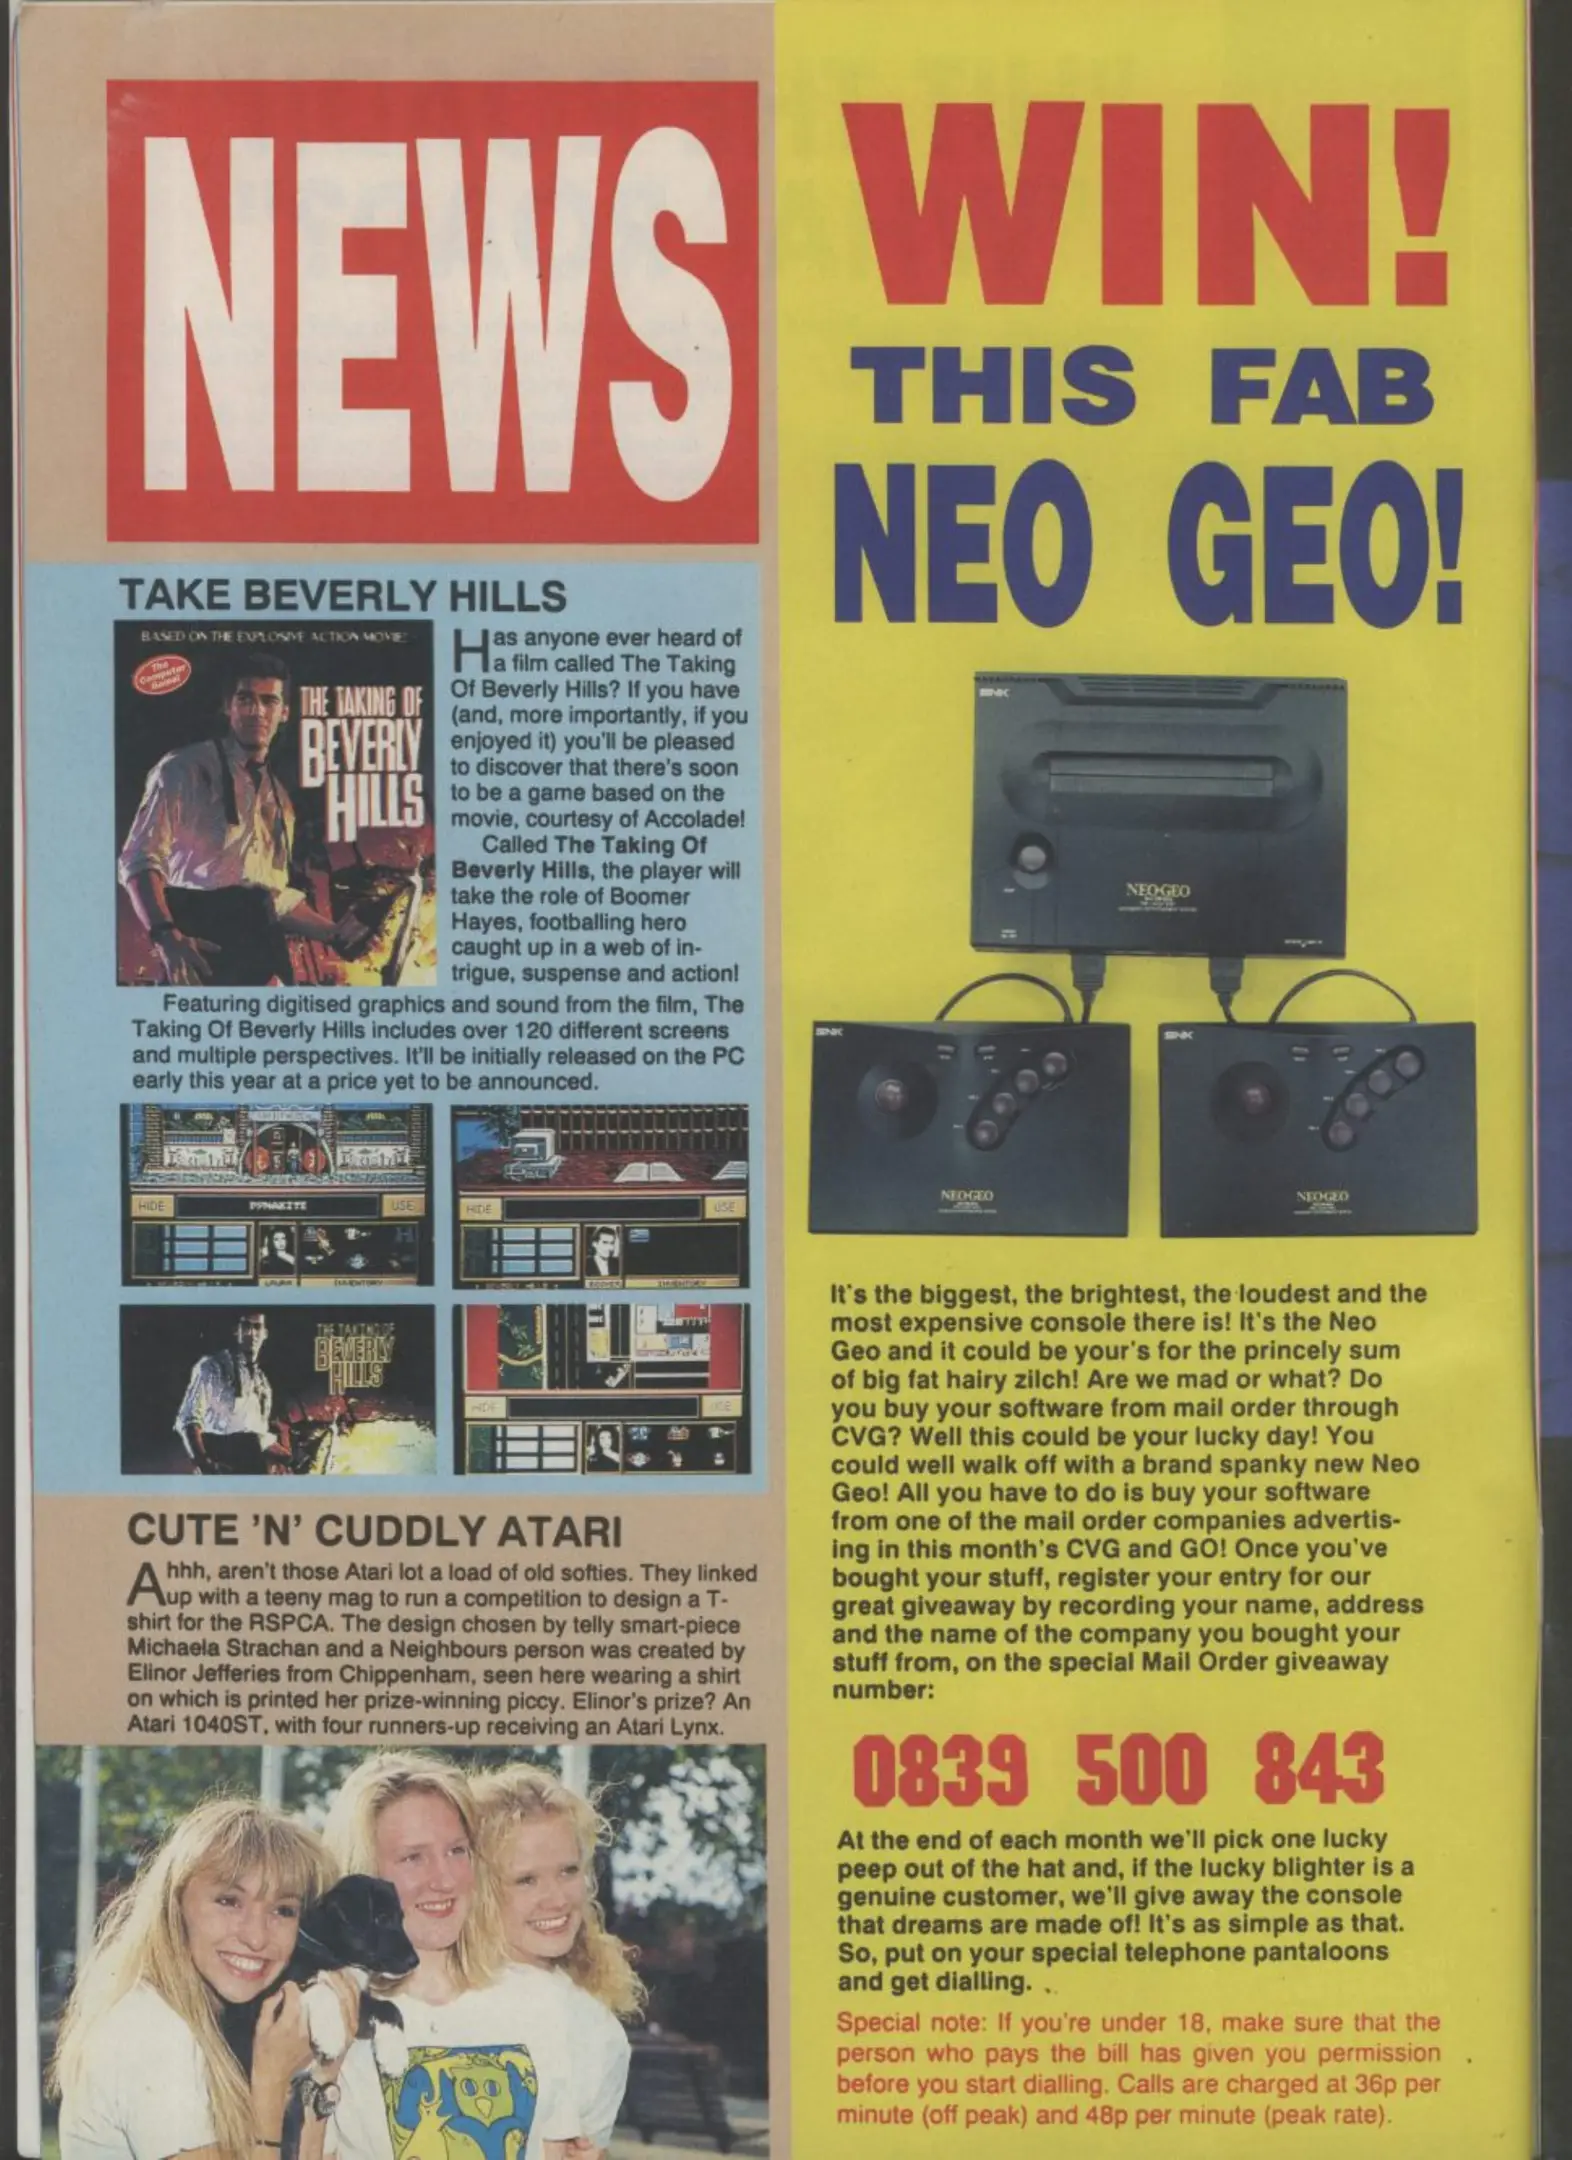 NEWS
TAKE BEVERLY HILLS
BASED ON THE EXPLOSIVE ACTION MOVIE!
The
Computer
Game!
THE TAKING OF
BEVERLY
HILLS
Has anyone ever heard of
a film called The Taking
Of Beverly Hills? If you have
(and, more importantly, if you
enjoyed it) you'll be pleased
to discover that there's soon
to be a game based on the
movie, courtesy of Accolade!
Called The Taking Of
Beverly Hills, the player will
take the role of Boomer
Hayes, footballing hero
caught up in a web of in-
trigue, suspense and action!
Featuring digitised graphics and sound from the film, The
Taking Of Beverly Hills includes over 120 different screens
and multiple perspectives. It'll be initially released on the PC
early this year at a price yet to be announced.
HIDE DYNAMITE USE
LAURA INVENTORY
HIDE USE
BOOMER INVENTORY
THE TAKING OF
BEVERLY
HILLS
HIDE USE
CUTE 'N' CUDDLY ATARI
Ahhh, aren't those Atari lot a load of old softies. They linked
up with a teeny mag to run a competition to design a T-
shirt for the RSPCA. The design chosen by telly smart-piece
Michaela Strachan and a Neighbours person was created by
Elinor Jefferies from Chippenham, seen here wearing a shirt
on which is printed her prize-winning piccy. Elinor's prize? An
Atari 1040ST, with four runners-up receiving an Atari Lynx.
WIN!
THIS FAB
NEO GEO!
SNK
NEO·GEO
SNK
NEO·GEO
SNK
NEO·GEO
It's the biggest, the brightest, the loudest and the
most expensive console there is! It's the Neo
Geo and it could be your's for the princely sum
of big fat hairy zilch! Are we mad or what? Do
you buy your software from mail order through
CVG? Well this could be your lucky day! You
could well walk off with a brand spanky new Neo
Geo! All you have to do is buy your software
from one of the mail order companies advertis-
ing in this month's CVG and GO! Once you've
bought your stuff, register your entry for our
great giveaway by recording your name, address
and the name of the company you bought your
stuff from, on the special Mail Order giveaway
number:
0839 500 843
At the end of each month we'll pick one lucky
peep out of the hat and, if the lucky blighter is a
genuine customer, we'll give away the console
that dreams are made of! It's as simple as that.
So, put on your special telephone pantaloons
and get dialling.
Special note: If you're under 18, make sure that the
person who pays the bill has given you permission
before you start dialling. Calls are charged at 36p per
minute (off peak) and 48p per minute (peak rate).